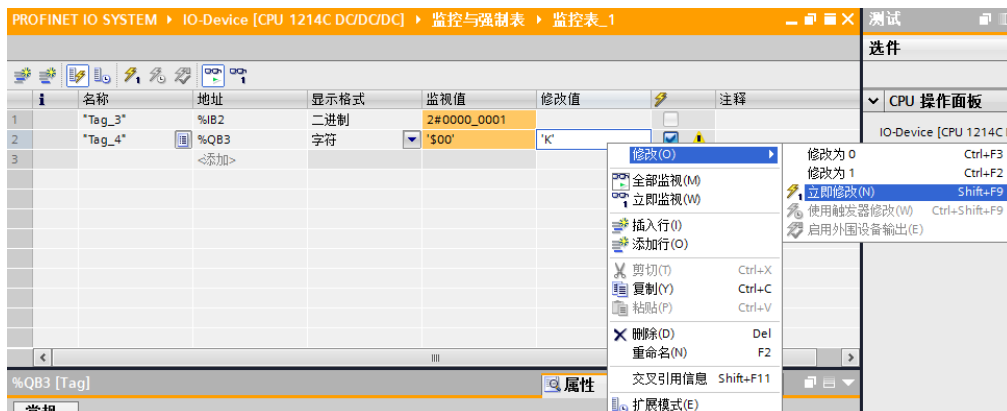 PROFINET IO SYSTEM ▸ IO-Device [CPU 1214C DC/DC/DC] ▸ 监控与强制表 ▸ 监控表_1
测试
选件
i 名称 地址 显示格式 监视值 修改值 注释
1 "Tag_3" %IB2 二进制 2#0000_0001
2 "Tag_4" %QB3 字符 '$00' 'K'
3 <添加>
CPU 操作面板
IO-Device [CPU 1214C
修改(O)
全部监视(M)
立即监视(W)
插入行(I)
添加行(O)
剪切(T) Ctrl+X
复制(Y) Ctrl+C
粘贴(P) Ctrl+V
删除(D) Del
重命名(N) F2
交叉引用信息 Shift+F11
扩展模式(E)
修改为 0 Ctrl+F3
修改为 1 Ctrl+F2
立即修改(N) Shift+F9
使用触发器修改(W) Ctrl+Shift+F9
启用外围设备输出(E)
%QB3 [Tag]
属性
常规